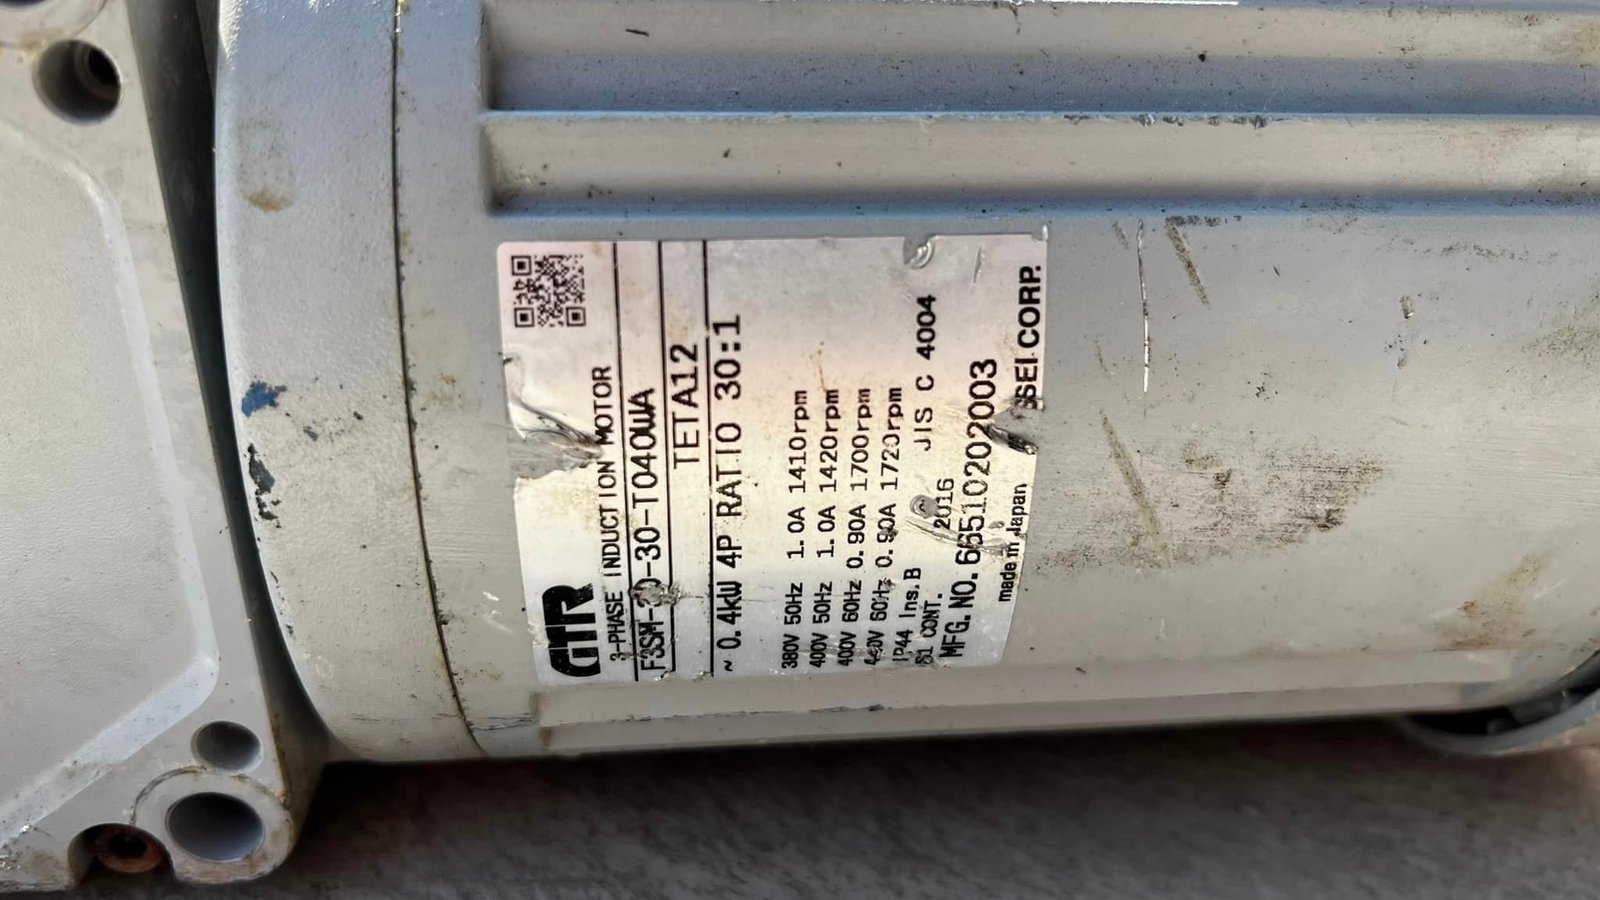 GTR
3-PHASE INDUCTION MOTOR
-30-T040WA
TETA12
~ 0.4kW 4P RATIO 30:1
380V 50Hz 1.0A 1410rpm
400V 50Hz 1.0A 1420rpm
400V 60Hz 0.90A 1700rpm
60Hz 0.90A 1720rpm
IP44 Ins.B JIS C 4004
S1 CONT. 2016
MFG.NO.66510202003
made in Japan SSEI CORP.